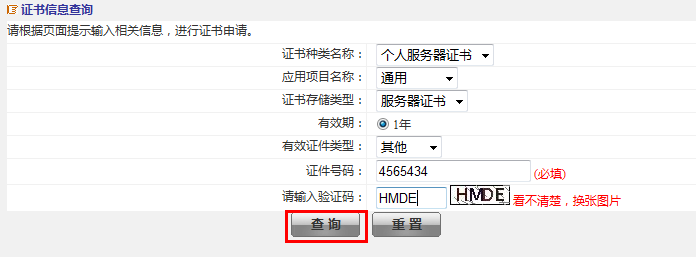 证书信息查询
请根据页面提示输入相关信息，进行证书申请。
证书种类名称： 个人服务器证书
应用项目名称： 通用
证书存储类型： 服务器证书
有效期： 1年
有效证件类型： 其他
证件号码： 4565434 (必填)
请输入验证码： HMDE HMDE 看不清楚，换张图片
查 询 重 置